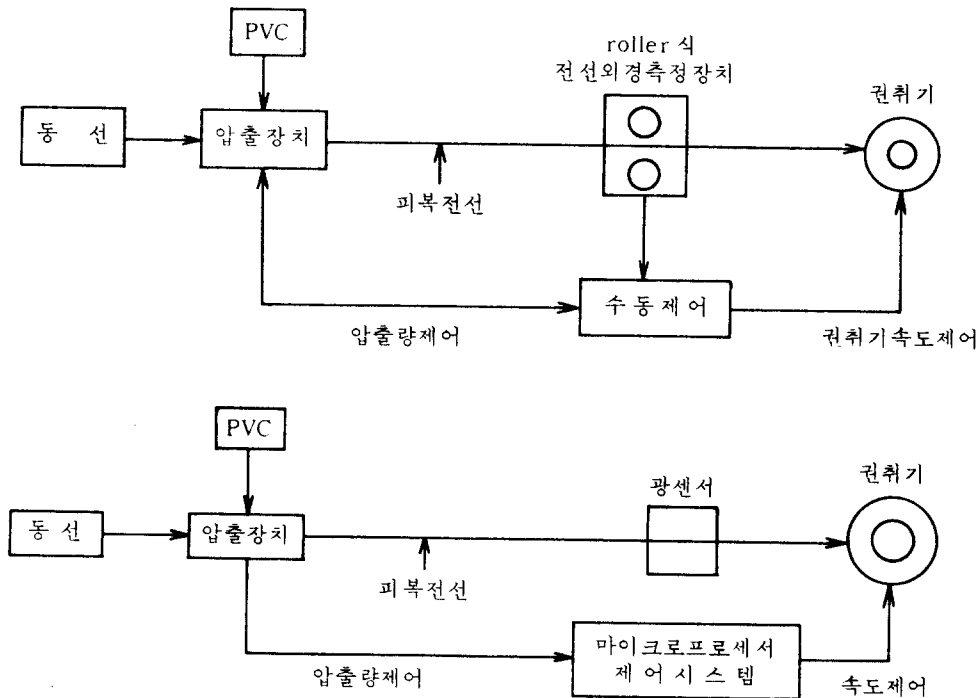 PVC
roller 식
전선외경측정장치
권취기
동 선
압출장치
피복전선
수동제어
압출량제어
권취기속도제어
PVC
권취기
광센서
동선
압출장치
피복전선
마이크로프로세서
제어시스템
압출량제어
속도제어